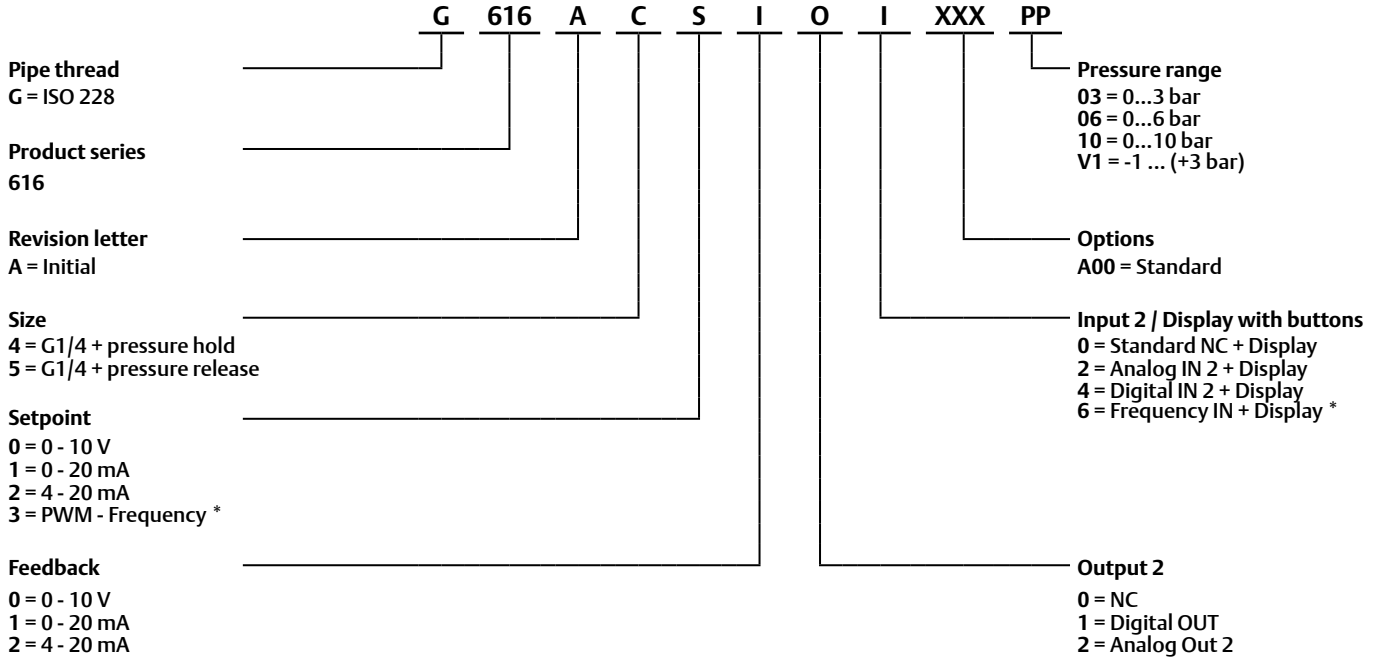 G 616 A C S I O I XXX PP
Pipe thread
G = ISO 228
Product series
616
Revision letter
A = Initial
Size
4 = G1/4 + pressure hold
5 = G1/4 + pressure release
Setpoint
0 = 0 - 10 V
1 = 0 - 20 mA
2 = 4 - 20 mA
3 = PWM - Frequency *
Feedback
0 = 0 - 10 V
1 = 0 - 20 mA
2 = 4 - 20 mA
Pressure range
03 = 0...3 bar
06 = 0...6 bar
10 = 0...10 bar
V1 = -1 ... (+3 bar)
Options
A00 = Standard
Input 2 / Display with buttons
0 = Standard NC + Display
2 = Analog IN 2 + Display
4 = Digital IN 2 + Display
6 = Frequency IN + Display *
Output 2
0 = NC
1 = Digital OUT
2 = Analog Out 2